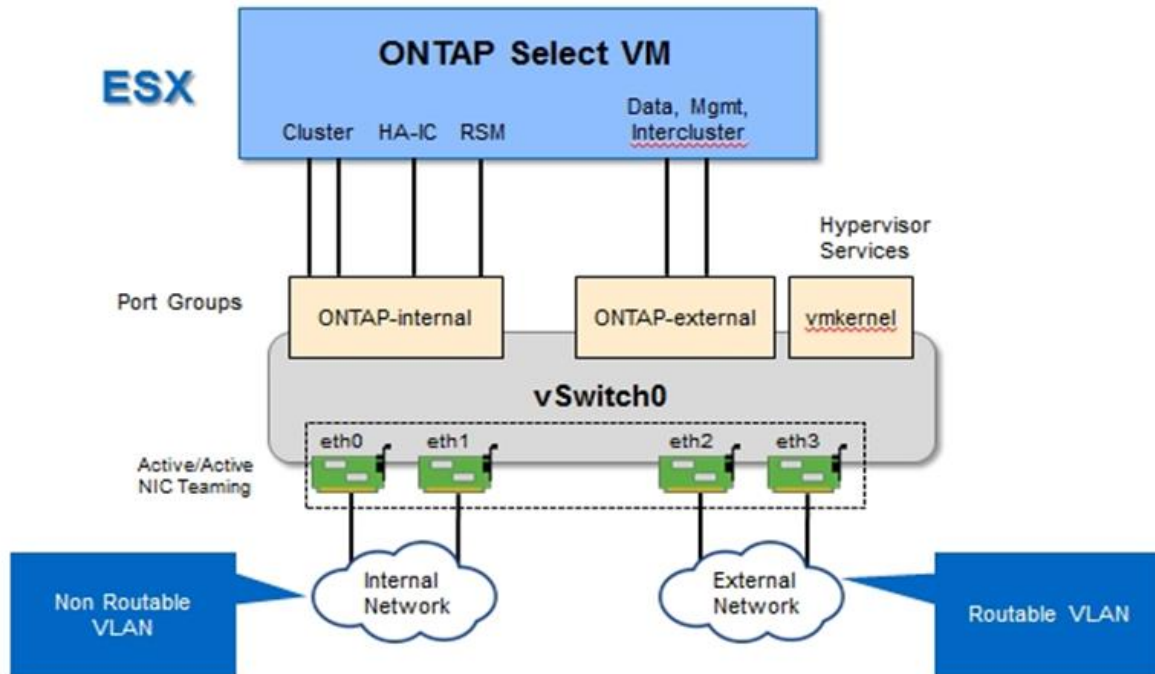 ONTAP Select VM
ESX
Data, Mgmt,
Cluster HA-IC RSM Intercluster
Hypervisor
Services
Port Groups
ONTAP-internal
ONTAP-external
vmkernel
vSwitch0
eth0
eth1
eth2
eth3
Active/Active
NIC Teaming
Non Routable
VLAN
Internal
Network
External
Network
Routable VLAN